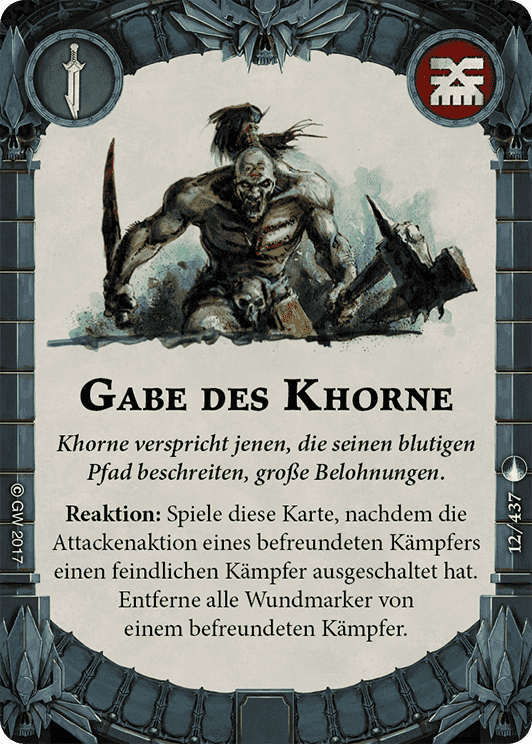 Gabe des Khorne
Khorne verspricht jenen, die seinen blutigen
Pfad beschreiten, große Belohnungen.
Reaktion: Spiele diese Karte, nachdem die
Attackenaktion eines befreundeten Kämpfers
einen feindlichen Kämpfer ausgeschaltet hat.
Entferne alle Wundmarker von
einem befreundeten Kämpfer.
© GW 2017
12/437